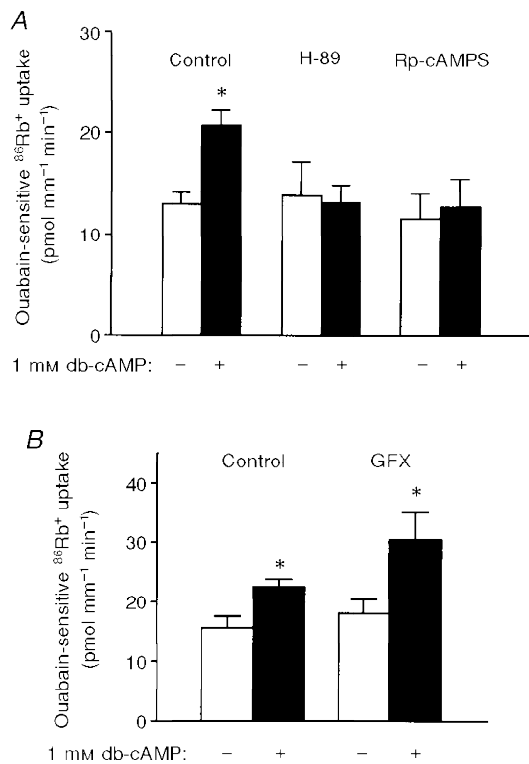 A
Ouabain-sensitive ⁸⁶Rb⁺ uptake
(pmol mm⁻¹ min⁻¹)
30
20
10
0
Control
H-89
Rp-cAMPS
*
1 mM db-cAMP: − + − + − +
B
Ouabain-sensitive ⁸⁶Rb⁺ uptake
(pmol mm⁻¹ min⁻¹)
40
30
20
10
0
Control
GFX
*
*
1 mM db-cAMP: − + − +